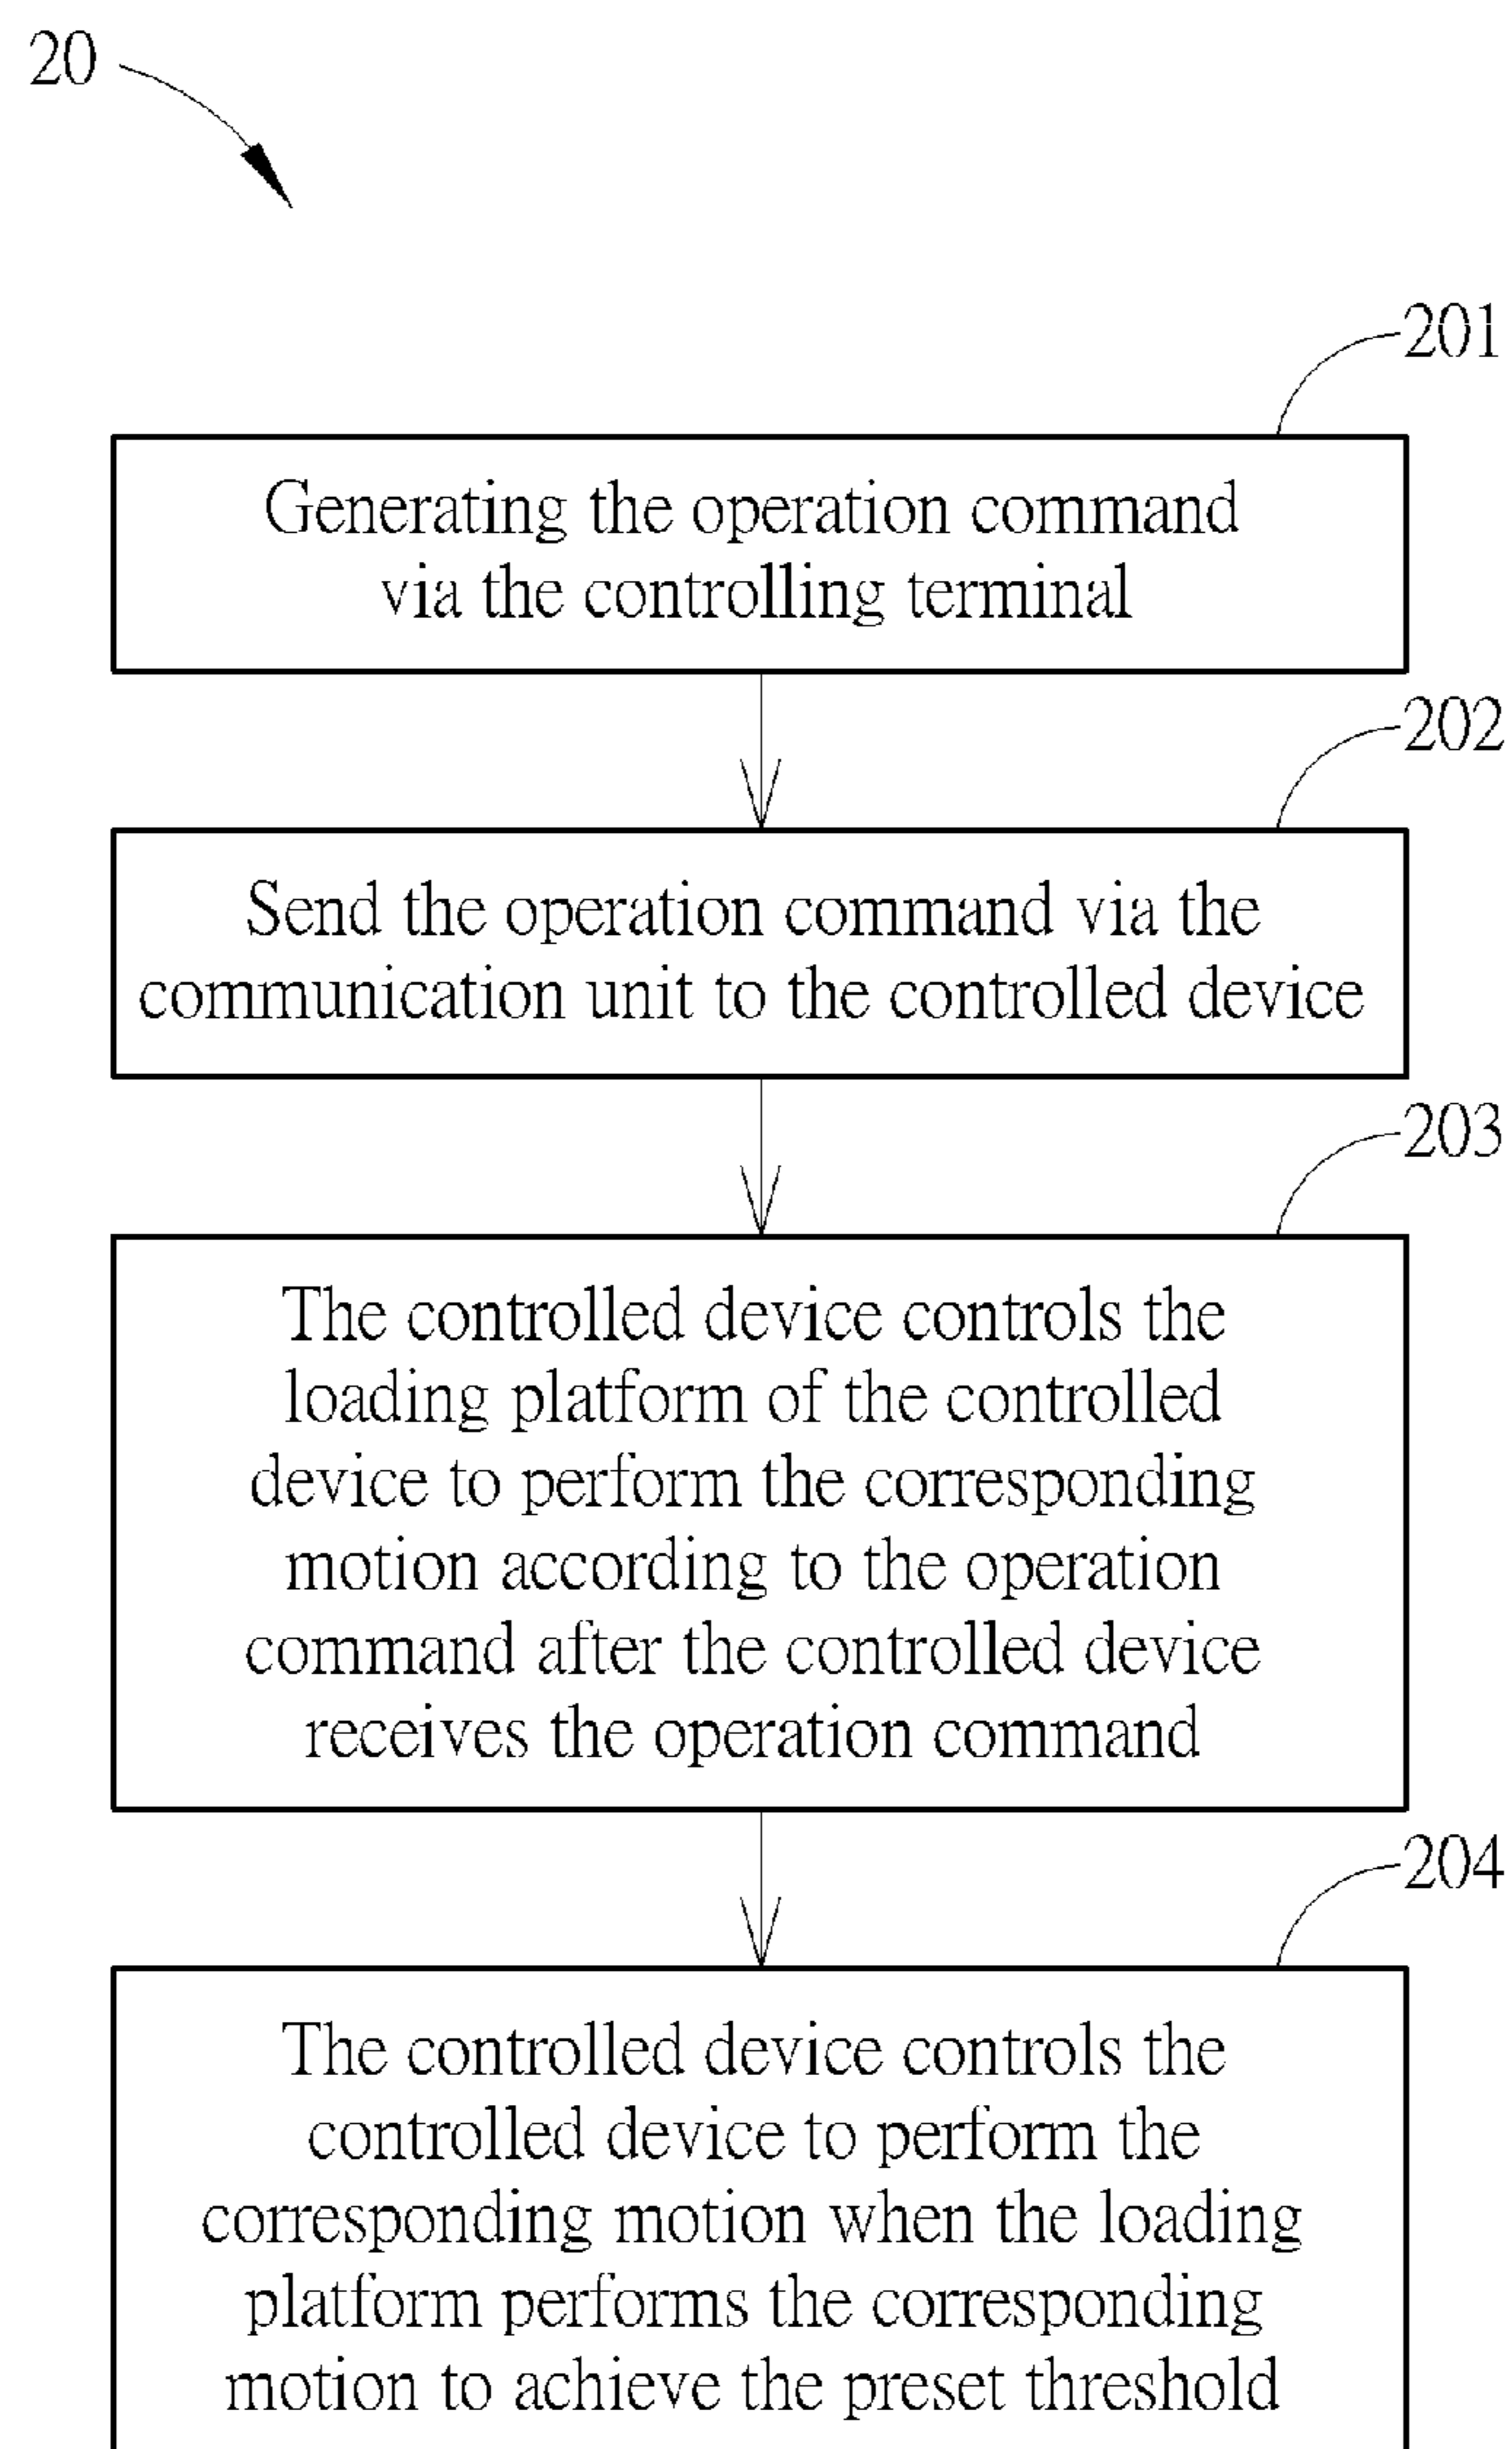 20
201
Generating the operation command
via the controlling terminal
202
Send the operation command via the
communication unit to the controlled device
203
The controlled device controls the
loading platform of the controlled
device to perform the corresponding
motion according to the operation
command after the controlled device
receives the operation command
204
The controlled device controls the
controlled device to perform the
corresponding motion when the loading
platform performs the corresponding
motion to achieve the preset threshold